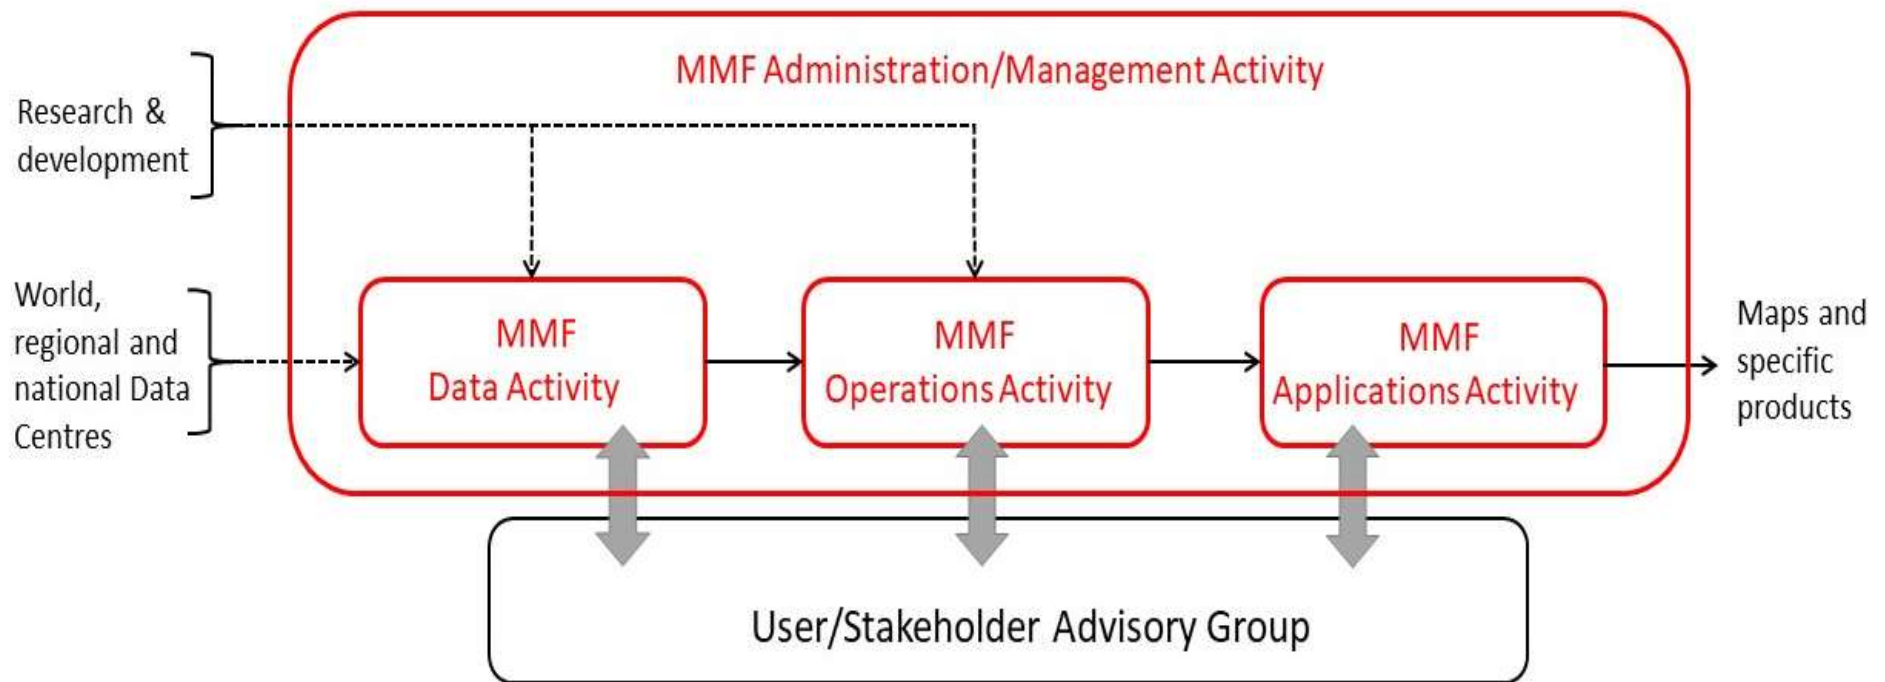 MMF Administration/Management Activity
Research &
development
World,
regional and
national Data
Centres
MMF
Data Activity
MMF
Operations Activity
MMF
Applications Activity
Maps and
specific
products
User/Stakeholder Advisory Group